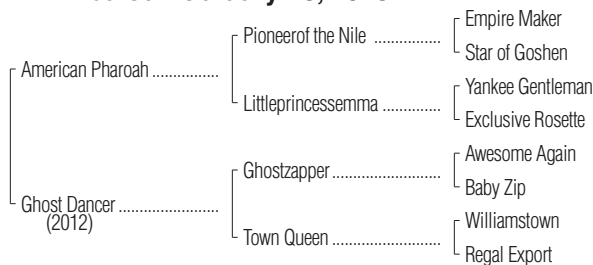 Empire Maker
Pioneerof the Nile ................
Star of Goshen
American Pharoah ................
Yankee Gentleman
Littleprincessemma ..............
Exclusive Rosette
Awesome Again
Ghostzapper ..........................
Baby Zip
Ghost Dancer ........................
Williamstown
(2012)
Town Queen ..........................
Regal Export